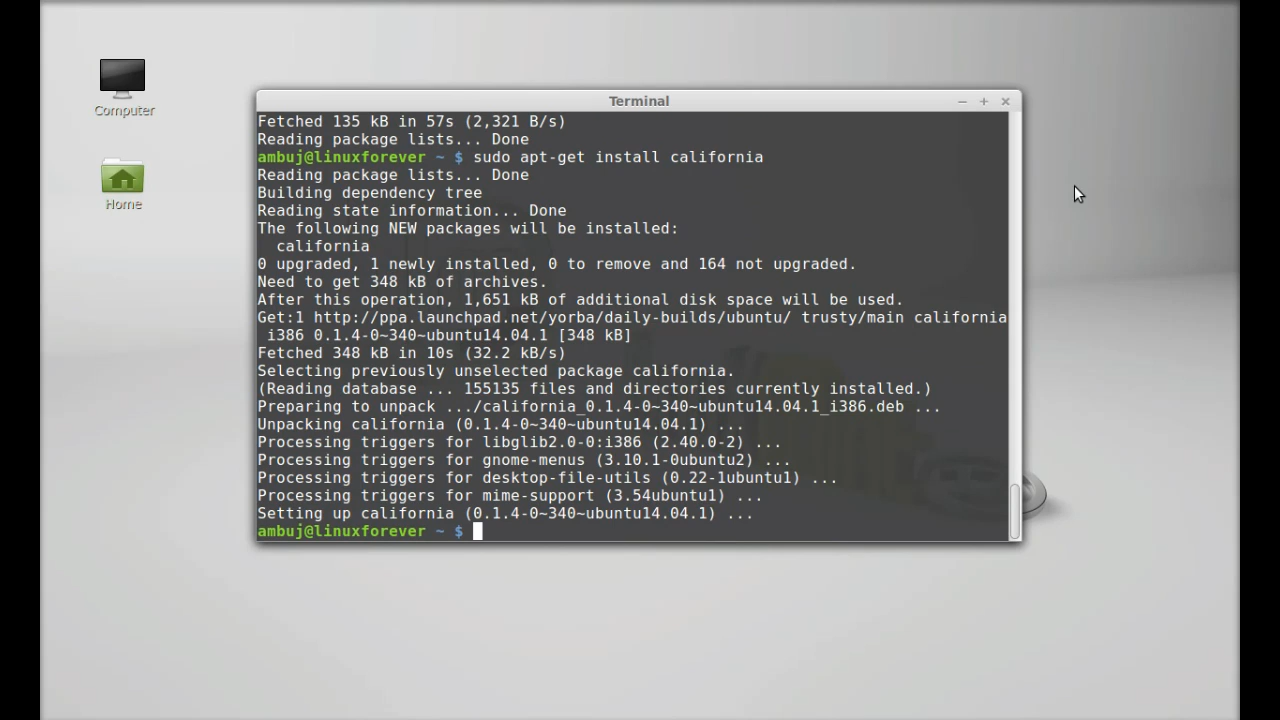 Computer
Home
Terminal
Fetched 135 kB in 57s (2,321 B/s)
Reading package lists... Done
ambuj@linuxforever ~ $ sudo apt-get install california
Reading package lists... Done
Building dependency tree
Reading state information... Done
The following NEW packages will be installed:
  california
0 upgraded, 1 newly installed, 0 to remove and 164 not upgraded.
Need to get 348 kB of archives.
After this operation, 1,651 kB of additional disk space will be used.
Get:1 http://ppa.launchpad.net/yorba/daily-builds/ubuntu/ trusty/main california
 i386 0.1.4-0~340~ubuntu14.04.1 [348 kB]
Fetched 348 kB in 10s (32.2 kB/s)
Selecting previously unselected package california.
(Reading database ... 155135 files and directories currently installed.)
Preparing to unpack .../california_0.1.4-0~340~ubuntu14.04.1_i386.deb ...
Unpacking california (0.1.4-0~340~ubuntu14.04.1) ...
Processing triggers for libglib2.0-0:i386 (2.40.0-2) ...
Processing triggers for gnome-menus (3.10.1-0ubuntu2) ...
Processing triggers for desktop-file-utils (0.22-1ubuntu1) ...
Processing triggers for mime-support (3.54ubuntu1) ...
Setting up california (0.1.4-0~340~ubuntu14.04.1) ...
ambuj@linuxforever ~ $